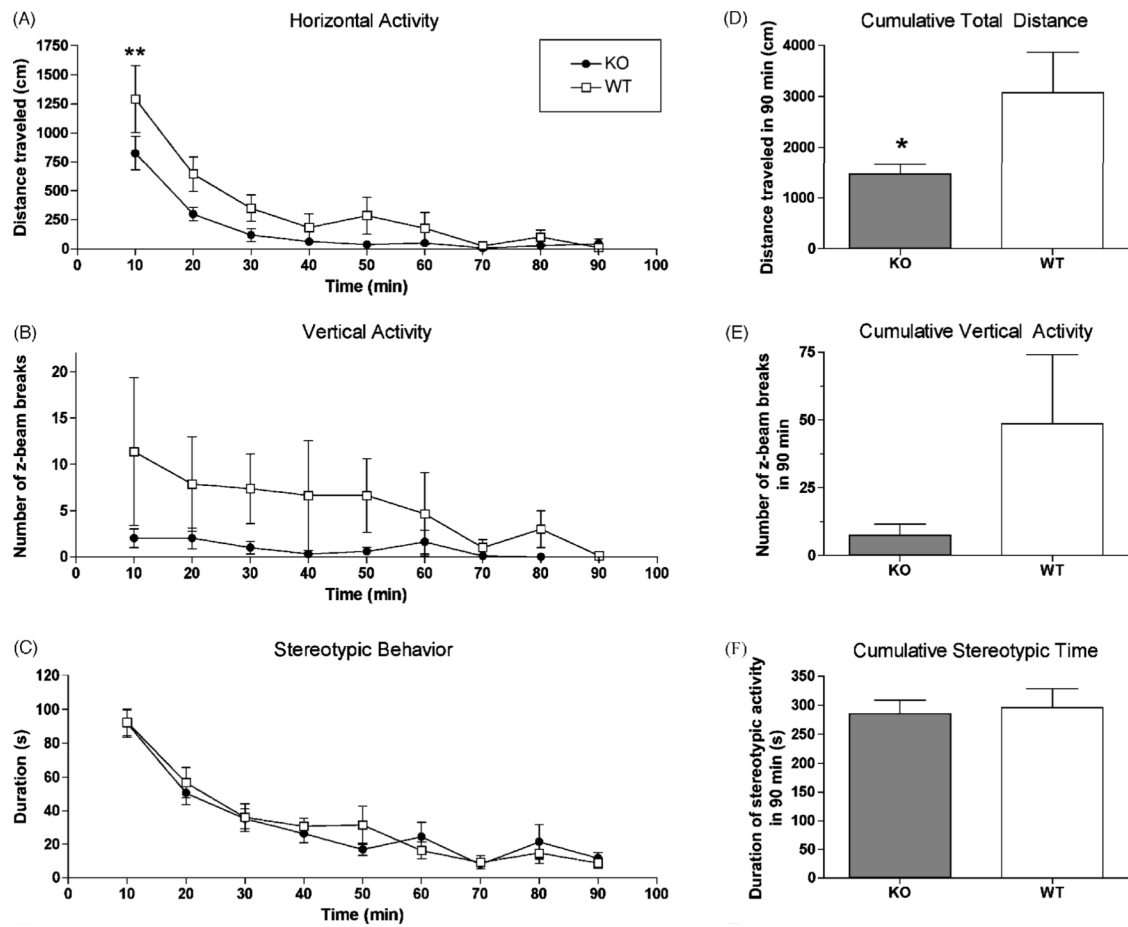 (A)
Horizontal Activity
Distance traveled (cm)
1750
1500
1250
1000
750
500
250
0
**
KO
WT
0 10 20 30 40 50 60 70 80 90 100
Time (min)
(D)
Cumulative Total Distance
Distance traveled in 90 min (cm)
4000
3000
2000
1000
0
*
KO WT
(B)
Vertical Activity
Number of z-beam breaks
20
15
10
5
0
0 10 20 30 40 50 60 70 80 90 100
Time (min)
(E)
Cumulative Vertical Activity
Number of z-beam breaks
in 90 min
75
50
25
0
KO WT
(C)
Stereotypic Behavior
Duration (s)
120
100
80
60
40
20
0
0 10 20 30 40 50 60 70 80 90 100
Time (min)
(F)
Cumulative Stereotypic Time
Duration of stereotypic activity
in 90 min (s)
350
300
250
200
150
100
50
0
KO WT